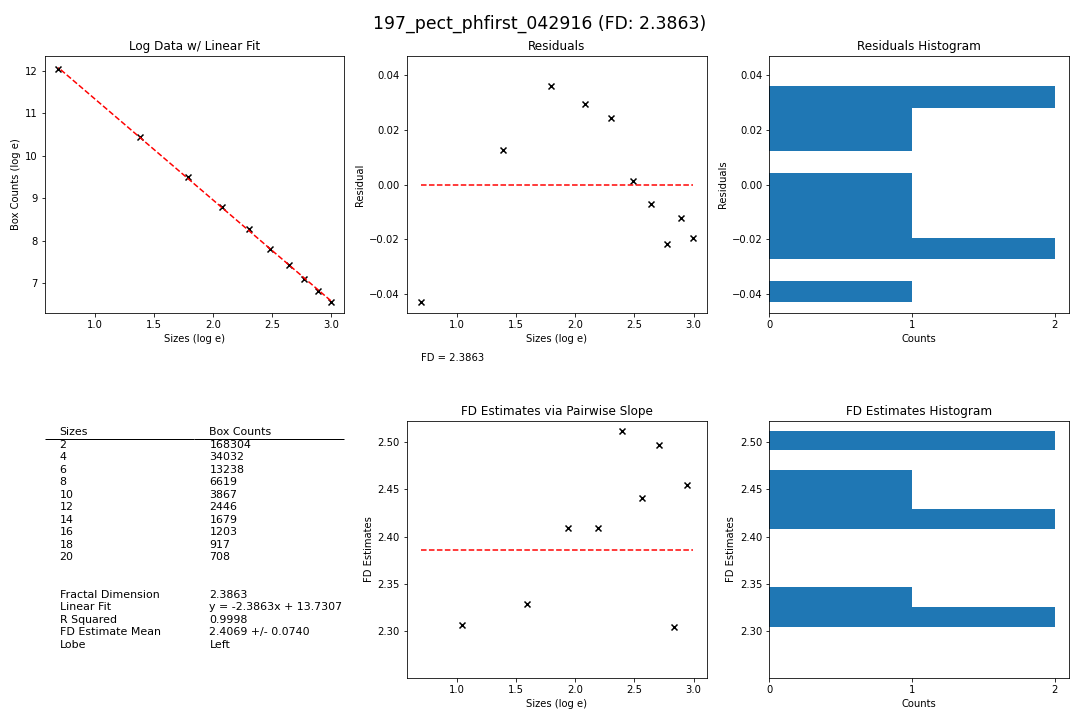 197_pect_phfirst_042916 (FD: 2.3863)
Log Data w/ Linear Fit
12
11
10
9
8
7
Box Counts (log e)
1.0 1.5 2.0 2.5 3.0
Sizes (log e)
Residuals
0.04
0.02
0.00
−0.02
−0.04
Residual
1.0 1.5 2.0 2.5 3.0
Sizes (log e)
FD = 2.3863
Residuals Histogram
0.04
0.02
0.00
−0.02
−0.04
Residuals
0 1 2
Counts
Sizes Box Counts
2 168304
4 34032
6 13238
8 6619
10 3867
12 2446
14 1679
16 1203
18 917
20 708
Fractal Dimension 2.3863
Linear Fit y = -2.3863x + 13.7307
R Squared 0.9998
FD Estimate Mean 2.4069 +/- 0.0740
Lobe Left
FD Estimates via Pairwise Slope
2.50
2.45
2.40
2.35
2.30
FD Estimates
1.0 1.5 2.0 2.5 3.0
Sizes (log e)
FD Estimates Histogram
2.50
2.45
2.40
2.35
2.30
FD Estimates
0 1 2
Counts